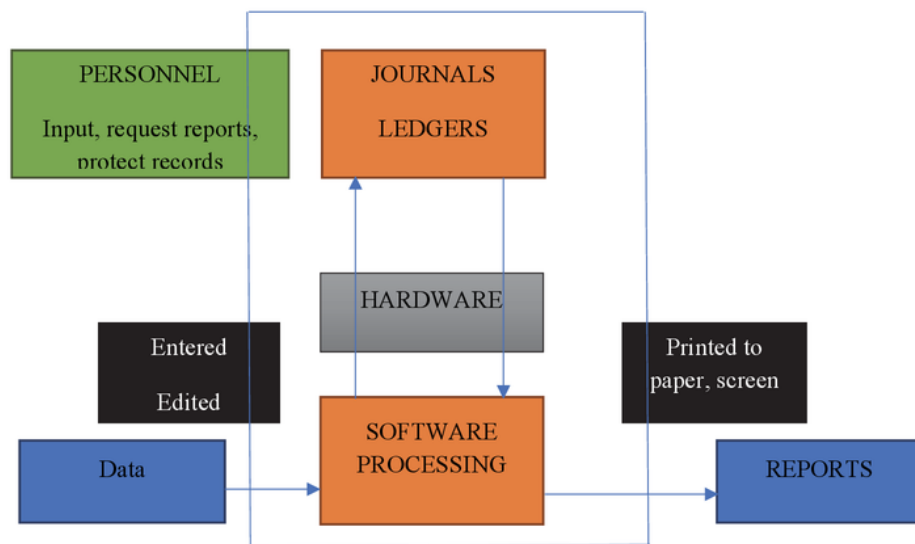 PERSONNEL
Input, request reports,
protect records
JOURNALS
LEDGERS
HARDWARE
Entered
Edited
Printed to
paper, screen
Data
SOFTWARE
PROCESSING
REPORTS